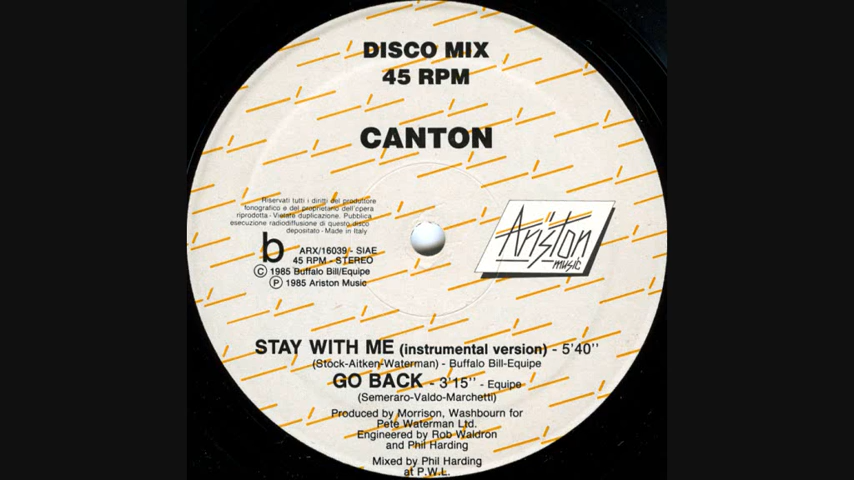 DISCO MIX
45 RPM
CANTON
Riservati tutti i diritti del produttore
fonografico e del proprietario dell'opera
riprodotta - Vietate duplicazione. Pubblica
esecuzione radiodiffusione di questo disco
depositato - Made in Italy
b
ARX/16039 - SIAE
45 RPM - STEREO
© 1985 Buffalo Bill/Equipe
℗ 1985 Ariston Music
Ariston
music
STAY WITH ME (instrumental version) - 5'40''
(Stock-Aitken-Waterman) - Buffalo Bill-Equipe
GO BACK - 3'15'' - Equipe
(Semeraro-Valdo-Marchetti)
Produced by Morrison, Washbourn for
Pete Waterman Ltd.
Engineered by Rob Waldron
and Phil Harding
Mixed by Phil Harding
at P.W.L.